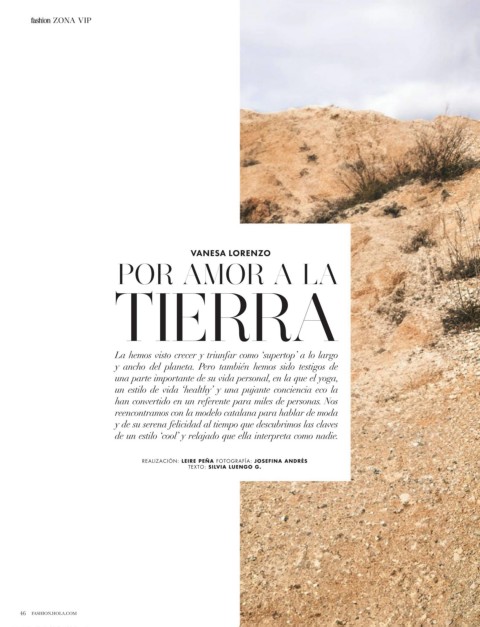 fashion ZONA VIP
VANESA LORENZO
POR AMOR A LA
TIERRA
La hemos visto crecer y triunfar como 'supertop' a lo largo
y ancho del planeta. Pero también hemos sido testigos de
una parte importante de su vida personal, en la que el yoga,
un estilo de vida 'healthy' y una pujante conciencia eco la
han convertido en un referente para miles de personas. Nos
reencontramos con la modelo catalana para hablar de moda
y de su serena felicidad al tiempo que descubrimos las claves
de un estilo 'cool' y relajado que ella interpreta como nadie.
REALIZACIÓN: LEIRE PEÑA FOTOGRAFÍA: JOSEFINA ANDRÉS
TEXTO: SILVIA LUENGO G.
46 FASHION.HOLA.COM